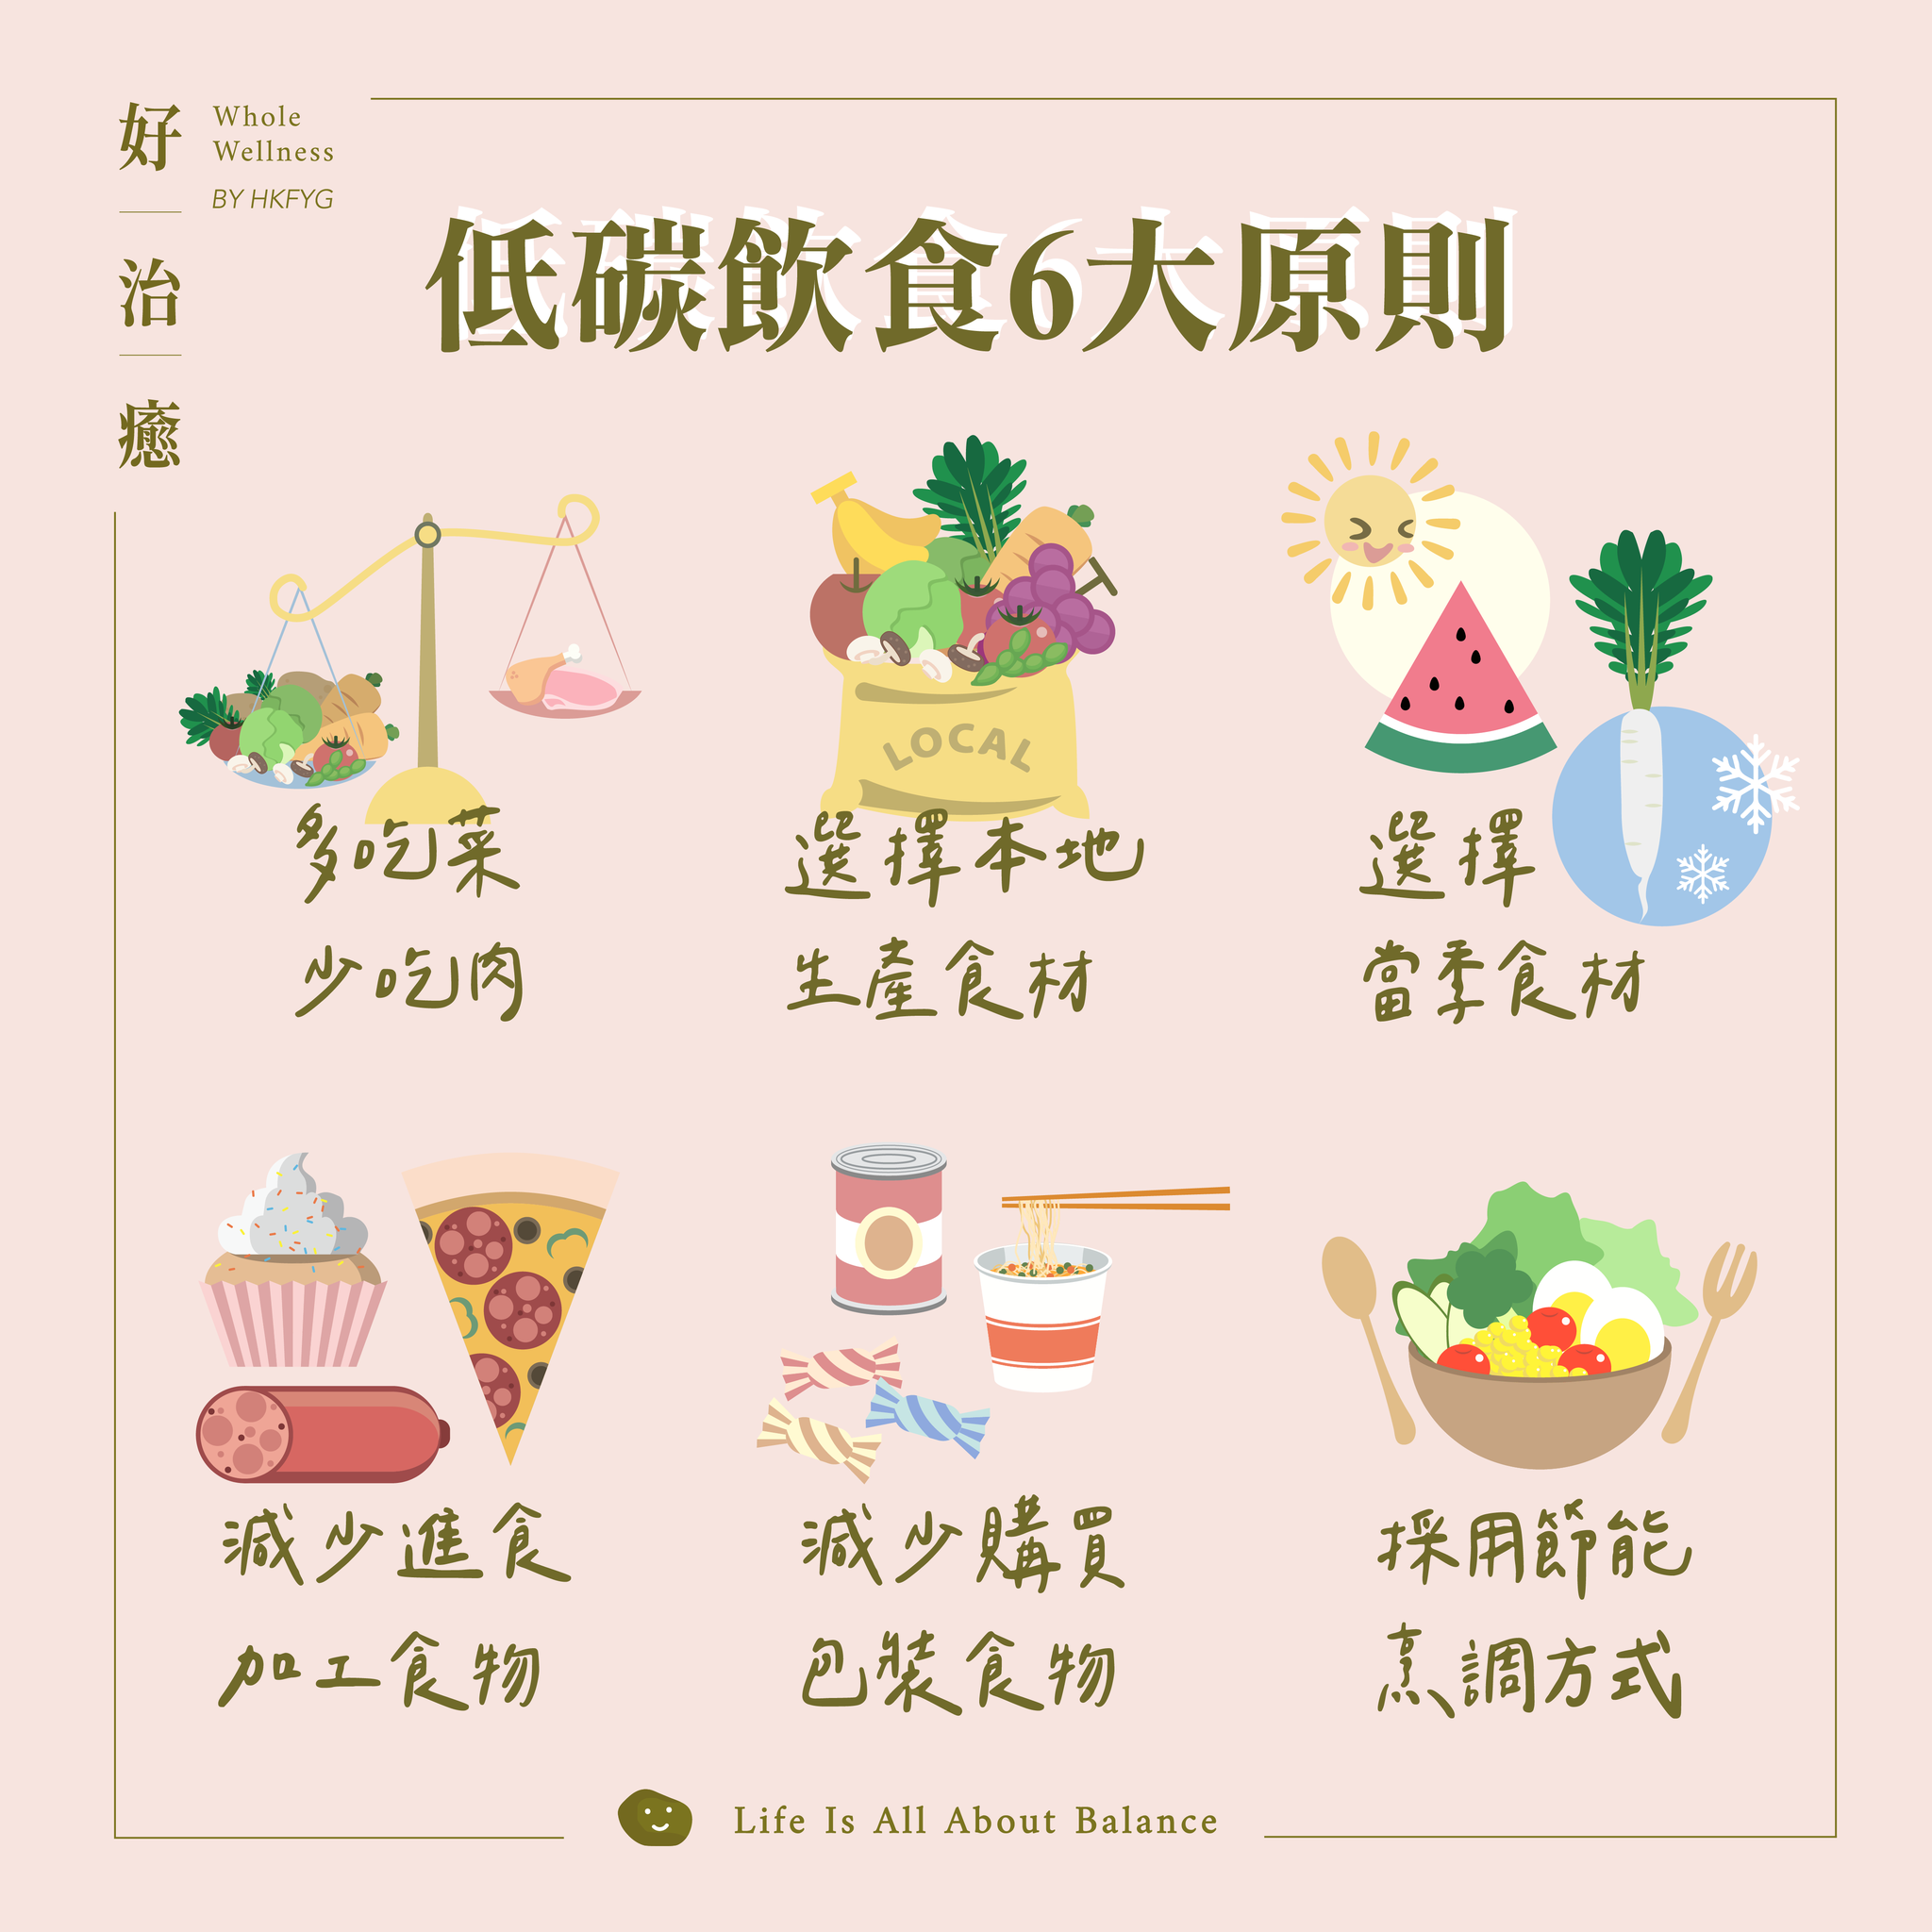 好治癒
Whole
Wellness
BY HKFYG
低碳飲食6大原則
多吃菜
少吃肉
LOCAL
選擇本地
生產食材
選擇
當季食材
減少進食
加工食物
減少購買
包裝食物
採用節能
烹調方式
Life Is All About Balance